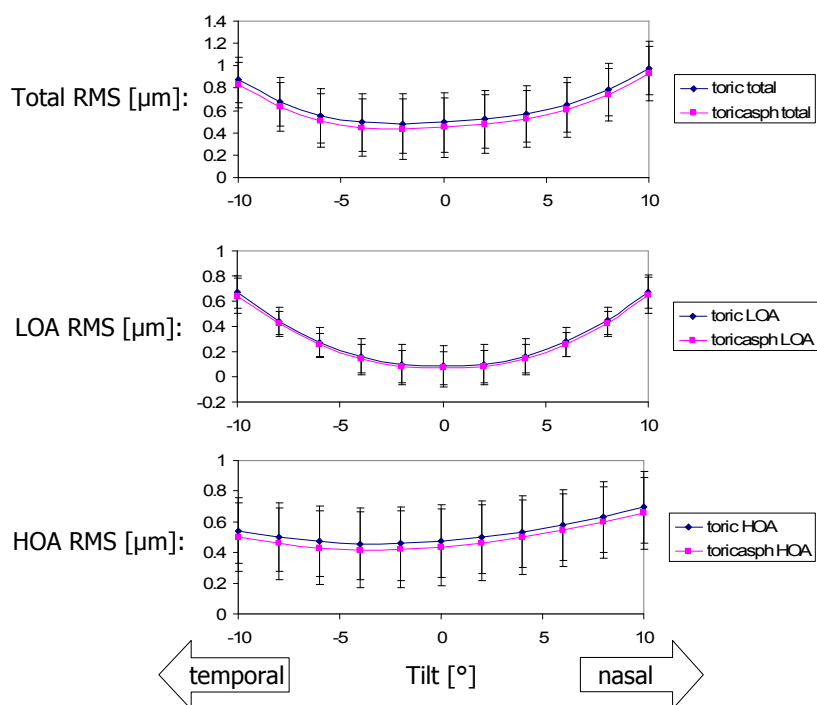 1.4
1.2
1
0.8
0.6
0.4
0.2
0
Total RMS [µm]:
-10 -5 0 5 10
toric total
toricasph total
1
0.8
0.6
0.4
0.2
0
-0.2
LOA RMS [µm]:
-10 -5 0 5 10
toric LOA
toricasph LOA
1
0.8
0.6
0.4
0.2
0
HOA RMS [µm]:
-10 -5 0 5 10
toric HOA
toricasph HOA
temporal Tilt [°] nasal